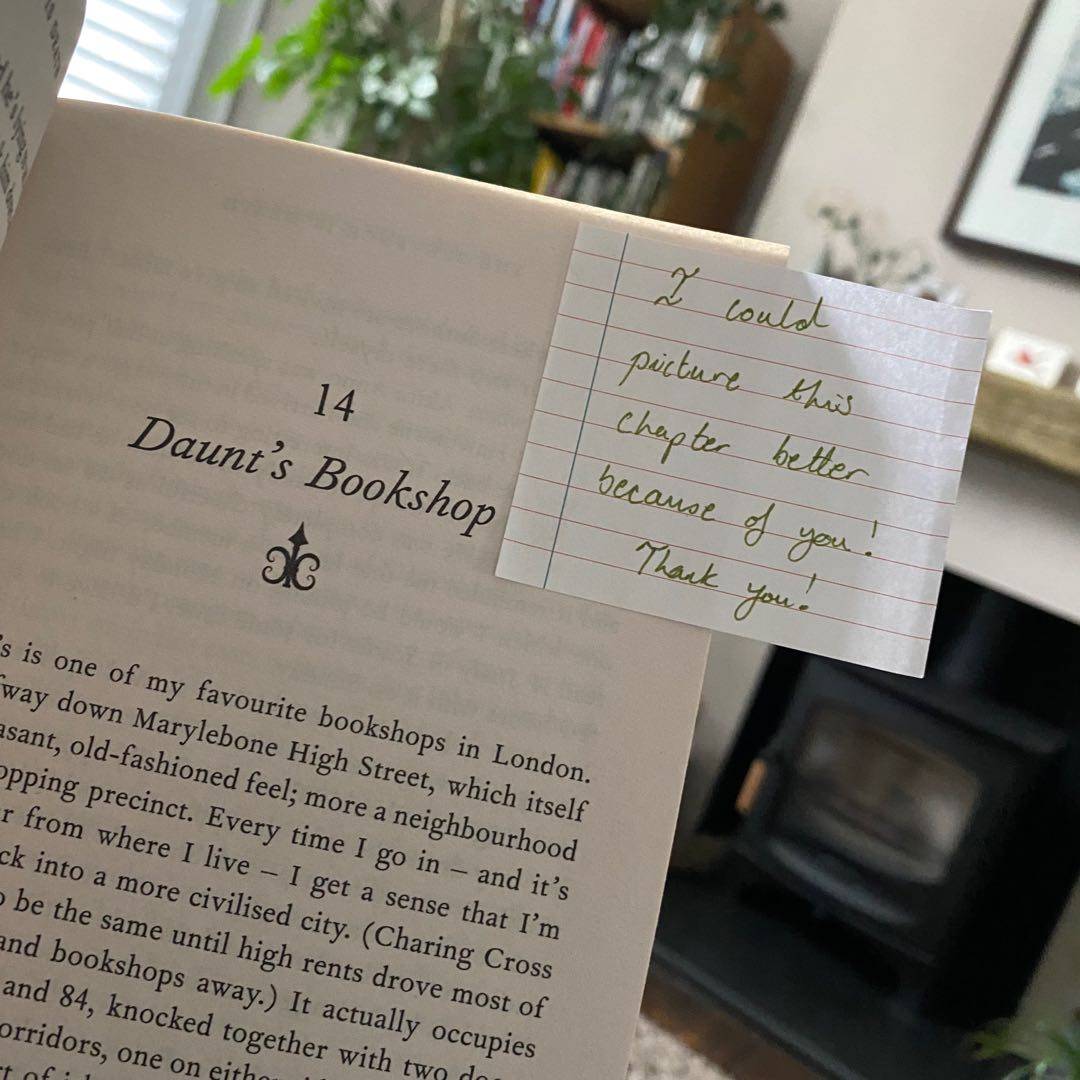 14
Daunt's Bookshop
's is one of my favourite bookshops in London.
way down Marylebone High Street, which itself
asant, old-fashioned feel; more a neighbourhood
opping precinct. Every time I go in – and it's
r from where I live – I get a sense that I'm
ck into a more civilised city. (Charing Cross
be the same until high rents drove most of
and bookshops away.) It actually occupies
and 84, knocked together with two
orridors, one on
I could
picture this
chapter better
because of you!
Thank you!